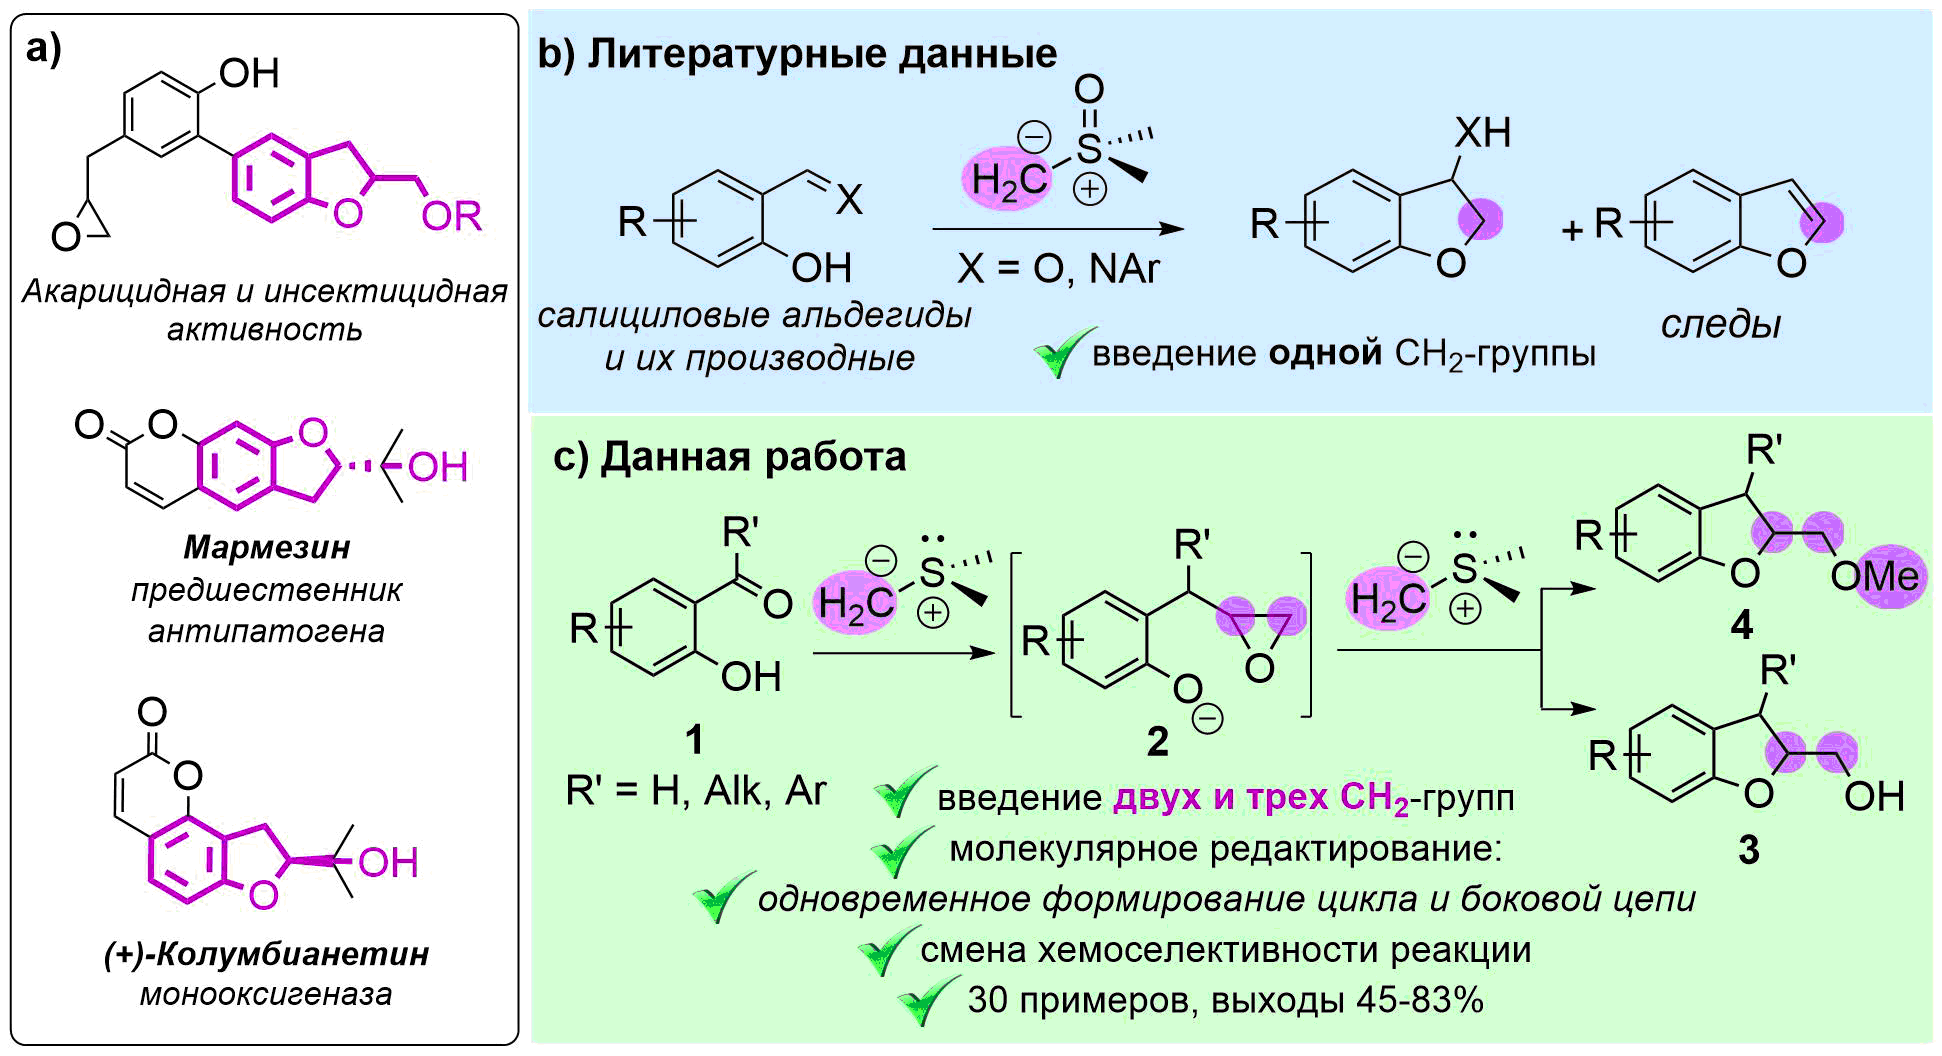 a)
OH
O
O
OR
Акарицидная и инсектицидная
активность
O
O
O
OH
Мармезин
предшественник
антипатогена
O
O
O
OH
(+)-Колумбианетин
монооксигеназа
b) Литературные данные
R
X
OH
салициловые альдегиды
и их производные
O
H₂C
S
X = O, NAr
XH
R
O
+
R
O
следы
введение одной CH₂-группы
c) Данная работа
R'
R
O
OH
1
R' = H, Alk, Ar
H₂C
S
R'
R
O
O
2
H₂C
S
R'
R
O
OMe
4
R'
R
O
OH
3
введение двух и трех CH₂-групп
молекулярное редактирование:
одновременное формирование цикла и боковой цепи
смена хемоселективности реакции
30 примеров, выходы 45-83%